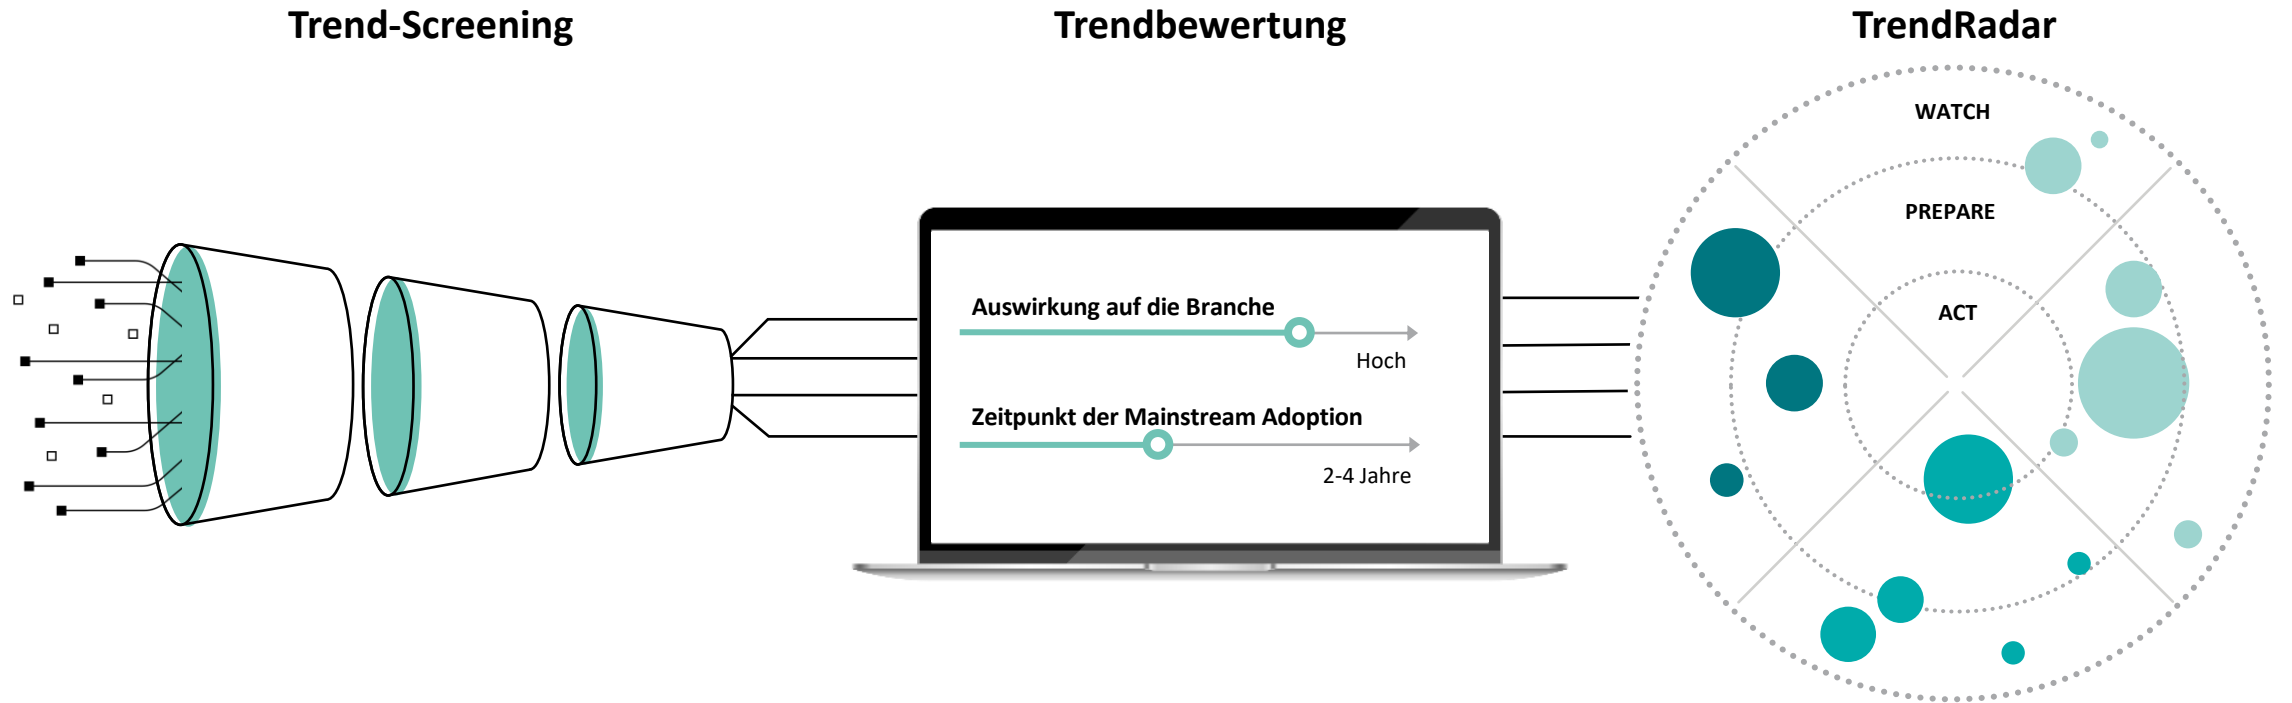 Trend-Screening
Trendbewertung
TrendRadar
Auswirkung auf die Branche
Hoch
Zeitpunkt der Mainstream Adoption
2-4 Jahre
WATCH
PREPARE
ACT